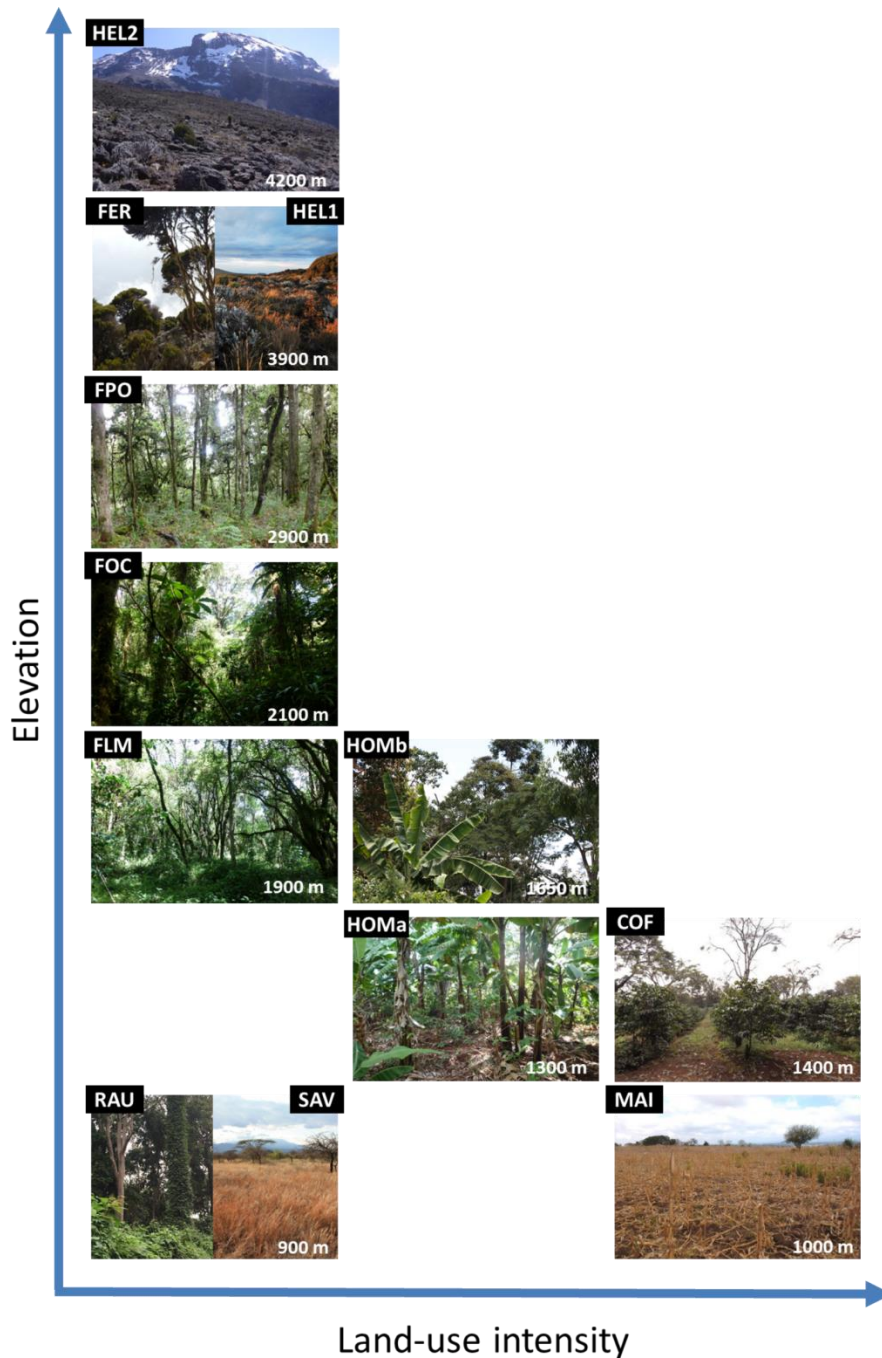 HEL2
4200 m
FER
HEL1
3900 m
FPO
2900 m
FOC
2100 m
FLM
1900 m
HOMb
1650 m
HOMa
1300 m
COF
1400 m
RAU
SAV
900 m
MAI
1000 m
Elevation
Land-use intensity